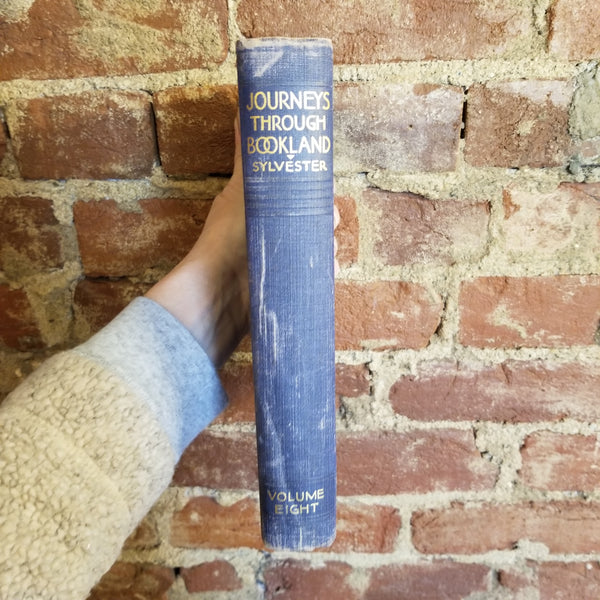 JOURNEYS
THROUGH
BOOKLAND
SYLVESTER
VOLUME
EIGHT